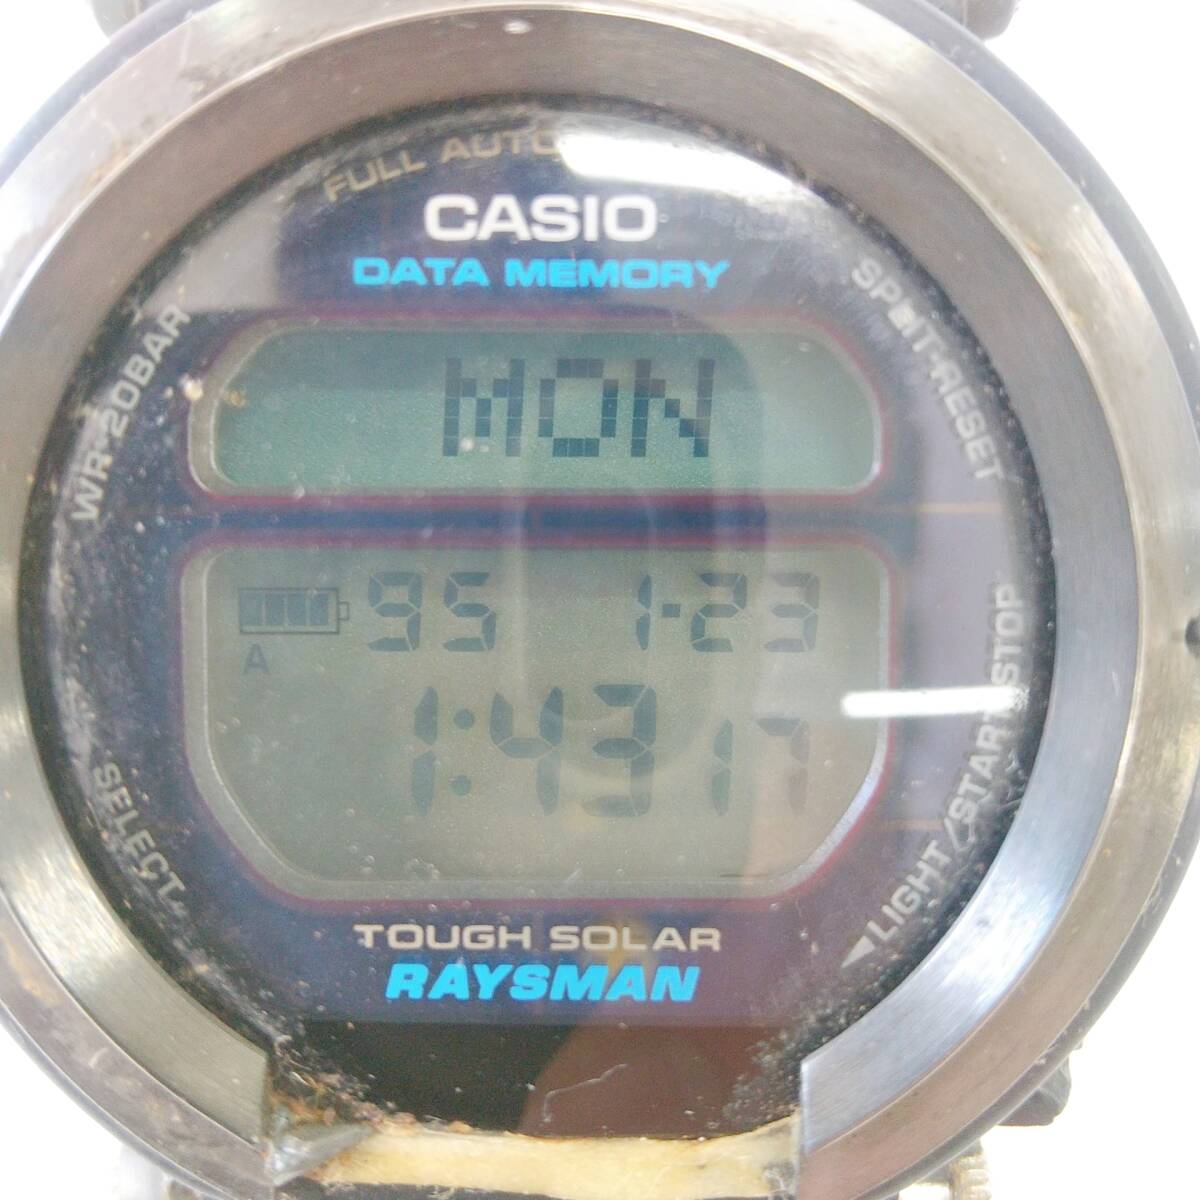 FULL AUTO
CASIO
DATA MEMORY
WR·20BAR
SPLIT·RESET
MON
95 1-23
A
1:43 17
SELECT
LIGHT/START·STOP
TOUGH SOLAR
RAYSMAN